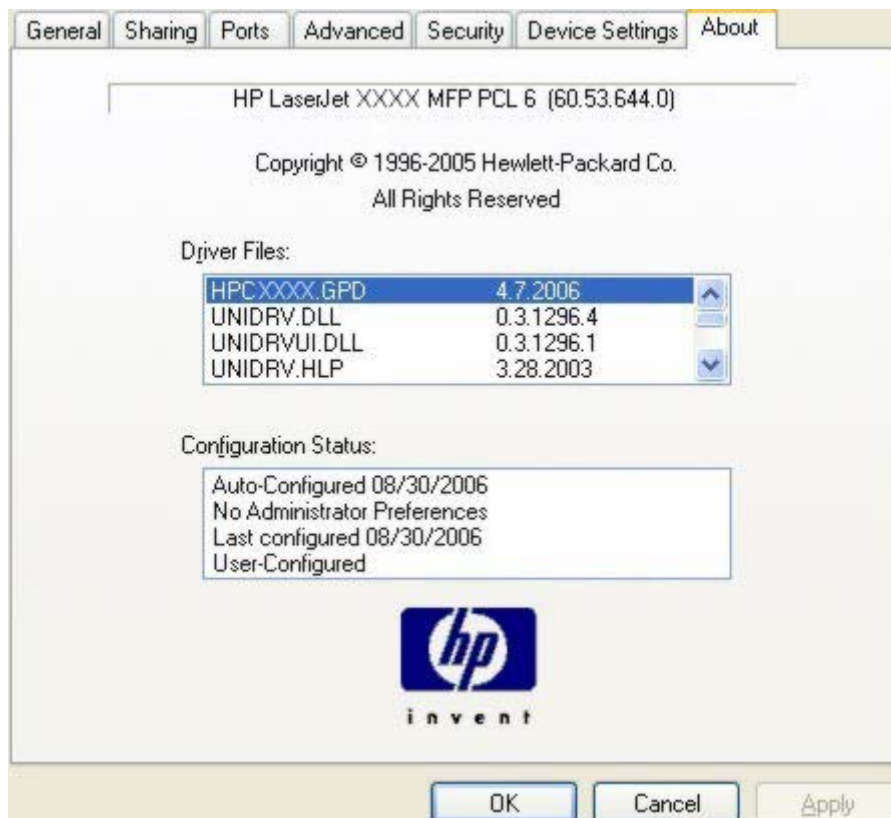 General Sharing Ports Advanced Security Device Settings About
HP LaserJet XXXX MFP PCL 6 (60.53.644.0)
Copyright © 1996-2005 Hewlett-Packard Co.
All Rights Reserved
Driver Files:
HPCXXXX.GPD 4.7.2006
UNIDRV.DLL 0.3.1296.4
UNIDRVUI.DLL 0.3.1296.1
UNIDRV.HLP 3.28.2003
Configuration Status:
Auto-Configured 08/30/2006
No Administrator Preferences
Last configured 08/30/2006
User-Configured
hp
invent
OK Cancel Apply